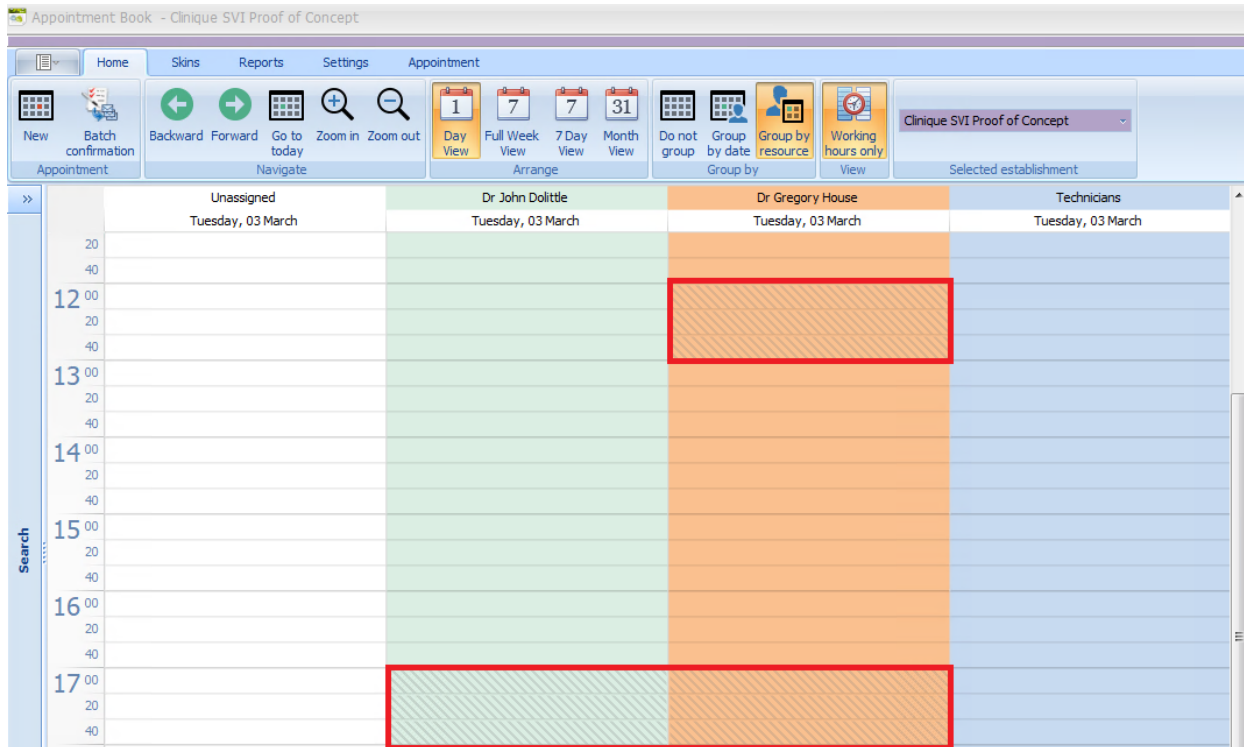 Appointment Book - Clinique SVI Proof of Concept
Home Skins Reports Settings Appointment
1 7 7 31
New Batch confirmation Backward Forward Go to today Zoom in Zoom out Day View Full Week View 7 Day View Month View Do not group Group by date Group by resource Working hours only Clinique SVI Proof of Concept
Appointment Navigate Arrange Group by View Selected establishment
» Unassigned Dr John Dolittle Dr Gregory House Technicians
Tuesday, 03 March Tuesday, 03 March Tuesday, 03 March Tuesday, 03 March
20
40
12 00
20
40
13 00
20
40
14 00
20
40
15 00
Search
20
40
16 00
20
40
17 00
20
40